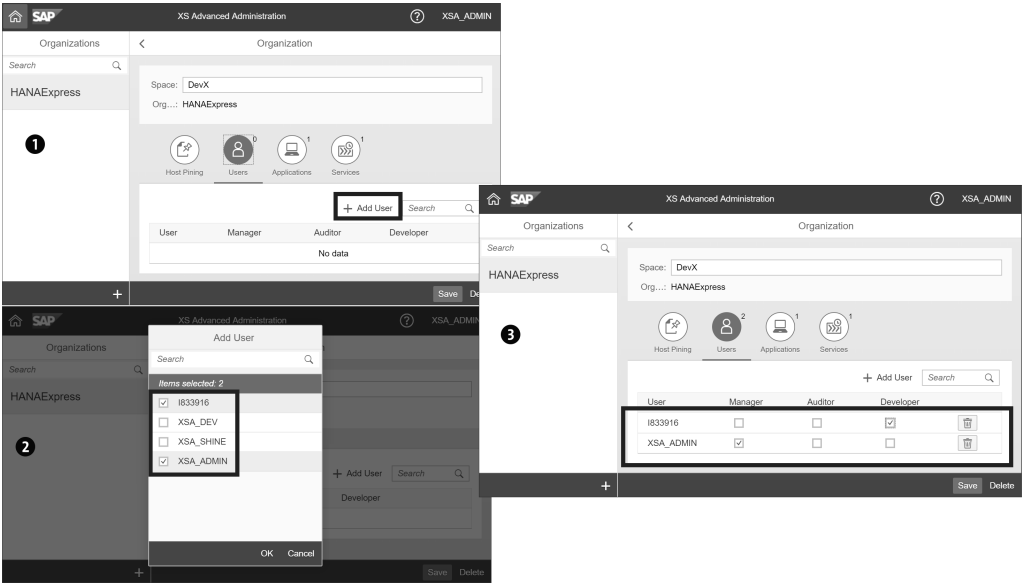 SAP XS Advanced Administration ? XSA_ADMIN
Organizations Organization
Search
HANAExpress
Space: DevX
Org...: HANAExpress
1
0 1 1
Host Pining Users Applications Services
+ Add User Search
User Manager Auditor Developer
No data
+ Save De
SAP XS Advanced Administration ? XSA_ADMIN
Organizations
Search
HANAExpress
2
Add User
Search
Items selected: 2
I833916
XSA_DEV
XSA_SHINE
XSA_ADMIN
OK Cancel
+ Add User Search
Developer
+ Save Delete
SAP XS Advanced Administration ? XSA_ADMIN
Organizations Organization
Search
HANAExpress
Space: DevX
Org...: HANAExpress
3
2 1 1
Host Pining Users Applications Services
+ Add User Search
User Manager Auditor Developer
I833916
XSA_ADMIN
+ Save Delete